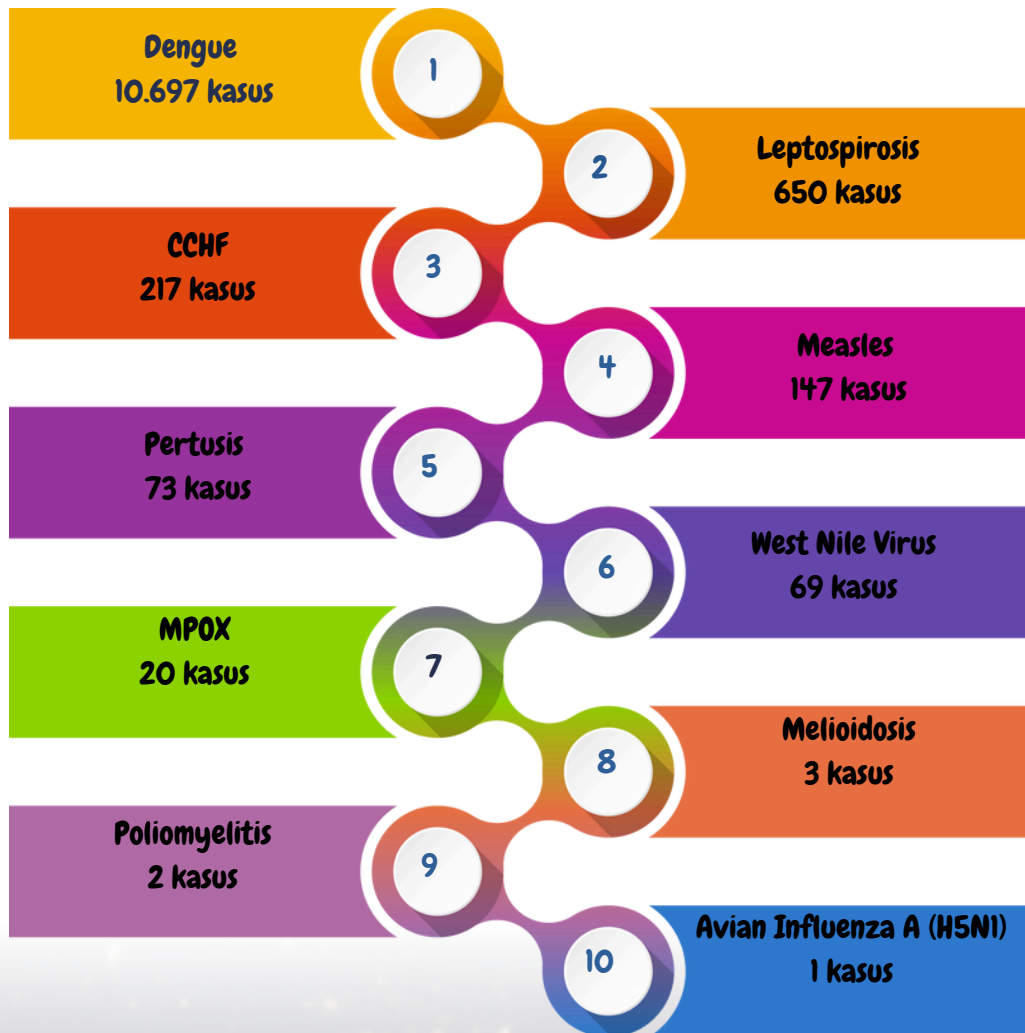 Dengue
10.697 kasus
1
2
Leptospirosis
650 kasus
CCHF
217 kasus
3
4
Measles
147 kasus
Pertusis
73 kasus
5
6
West Nile Virus
69 kasus
MPOX
20 kasus
7
8
Melioidosis
3 kasus
Poliomyelitis
2 kasus
9
10
Avian Influenza A (H5N1)
1 kasus